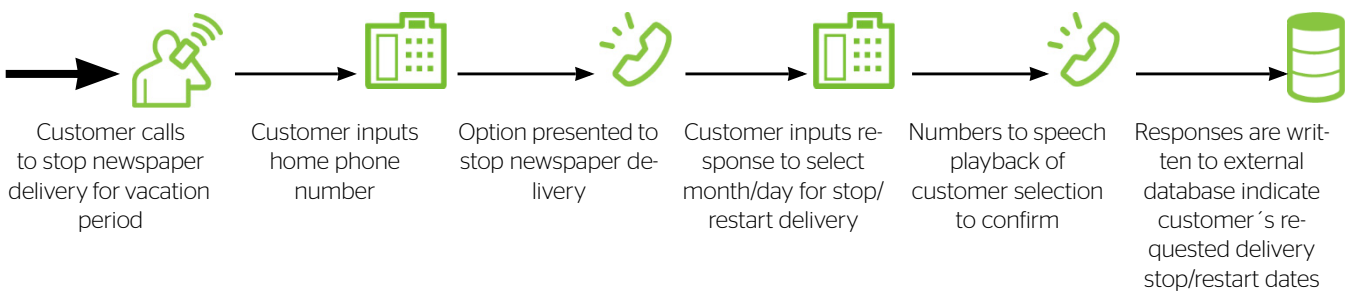 Customer calls
to stop newspaper
delivery for vacation
period
Customer inputs
home phone
number
Option presented to
stop newspaper de-
livery
Customer inputs re-
sponse to select
month/day for stop/
restart delivery
Numbers to speech
playback of
customer selection
to confirm
Responses are writ-
ten to external
database indicate
customer´s re-
quested delivery
stop/restart dates